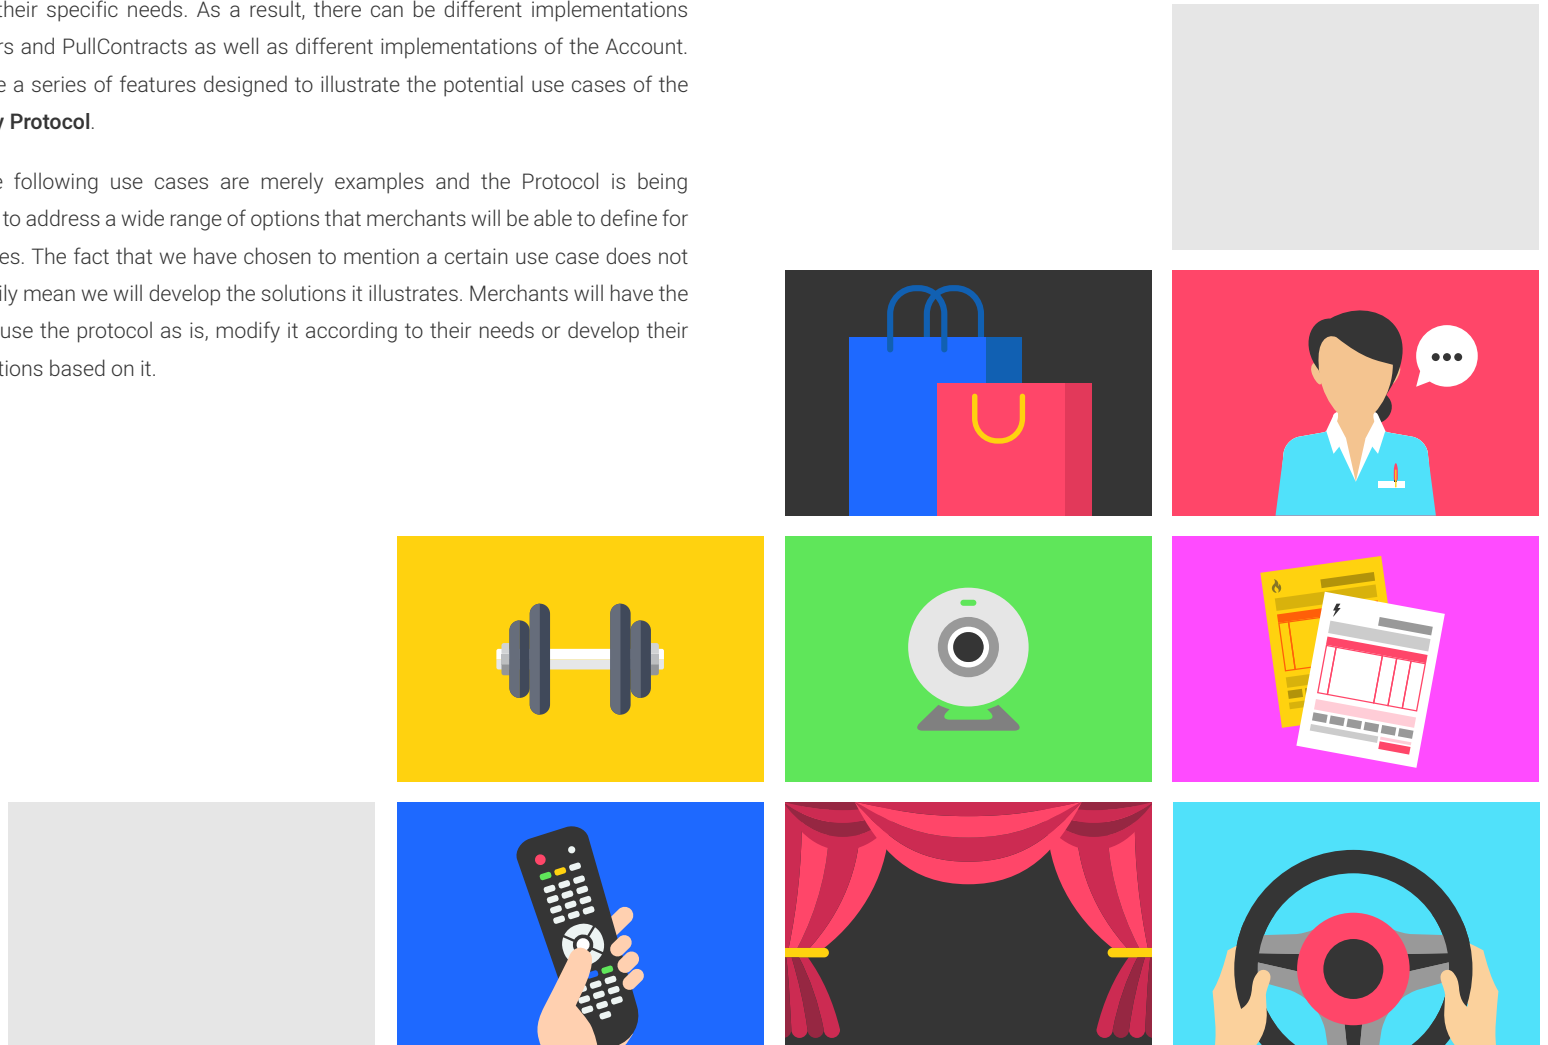 their specific needs. As a result, there can be different implementations
and PullContracts as well as different implementations of the Account.
a series of features designed to illustrate the potential use cases of the
Protocol.
following use cases are merely examples and the Protocol is being
to address a wide range of options that merchants will be able to define for
The fact that we have chosen to mention a certain use case does not
mean we will develop the solutions it illustrates. Merchants will have the
use the protocol as is, modify it according to their needs or develop their
based on it.